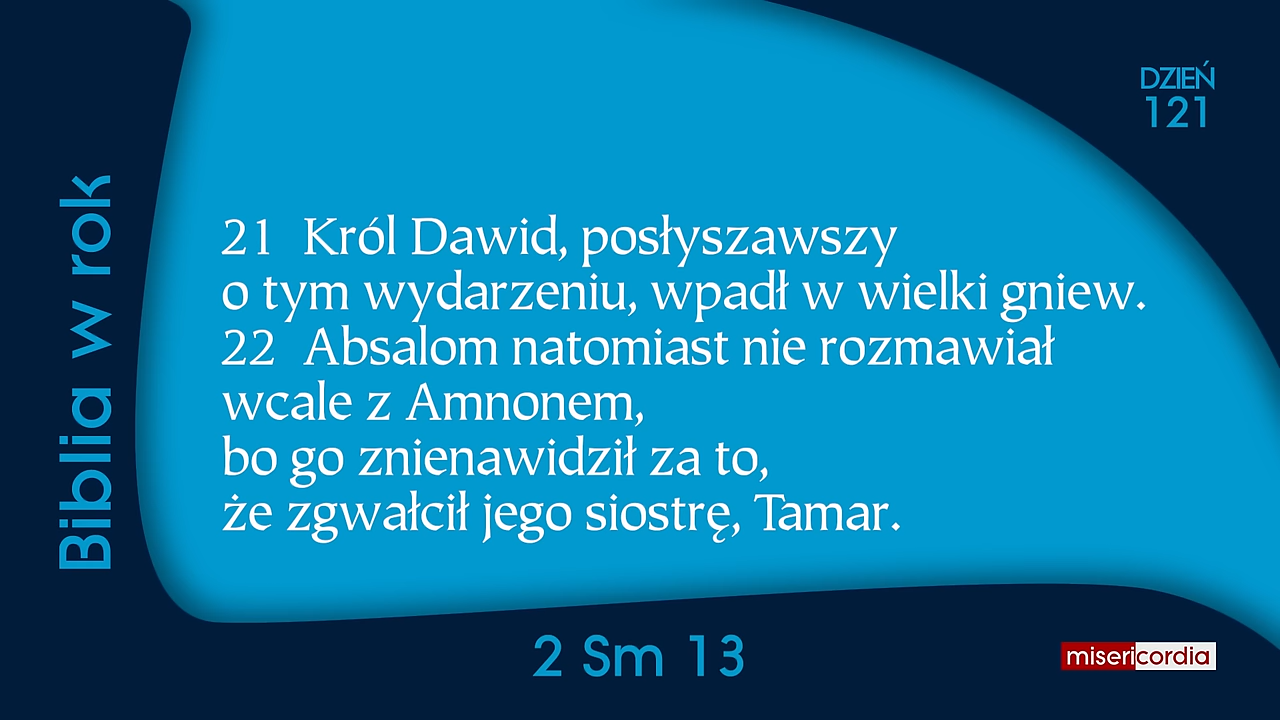 DZIEŃ
121
Biblia w rok
21 Król Dawid, posłyszawszy
o tym wydarzeniu, wpadł w wielki gniew.
22 Absalom natomiast nie rozmawiał
wcale z Amnonem,
bo go znienawidził za to,
że zgwałcił jego siostrę, Tamar.
2 Sm 13
misericordia